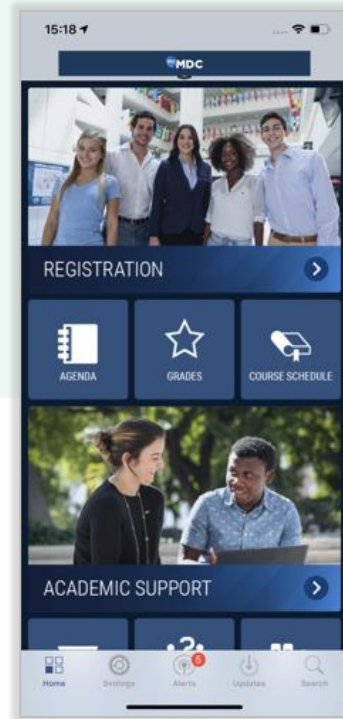 15:18
MDC
REGISTRATION
AGENDA
GRADES
COURSE SCHEDULE
ACADEMIC SUPPORT
5
Home
Settings
Alerts
Updates
Search